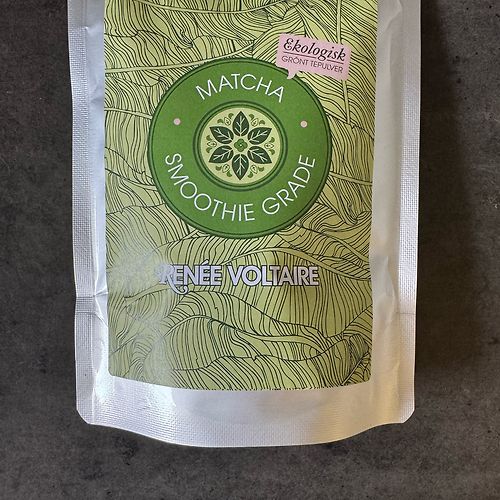 Ekologisk
GRÖNT TEPULVER
MATCHA
SMOOTHIE GRADE
RENÉE VOLTAIRE